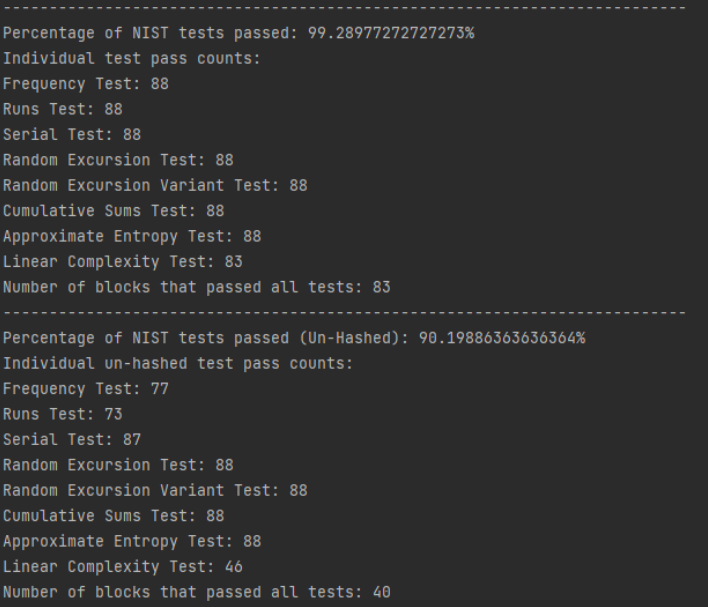 --------------------------------------------------------------------------
Percentage of NIST tests passed: 99.28977272727273%
Individual test pass counts:
Frequency Test: 88
Runs Test: 88
Serial Test: 88
Random Excursion Test: 88
Random Excursion Variant Test: 88
Cumulative Sums Test: 88
Approximate Entropy Test: 88
Linear Complexity Test: 83
Number of blocks that passed all tests: 83
--------------------------------------------------------------------------
Percentage of NIST tests passed (Un-Hashed): 90.19886363636364%
Individual un-hashed test pass counts:
Frequency Test: 77
Runs Test: 73
Serial Test: 87
Random Excursion Test: 88
Random Excursion Variant Test: 88
Cumulative Sums Test: 88
Approximate Entropy Test: 88
Linear Complexity Test: 46
Number of blocks that passed all tests: 40